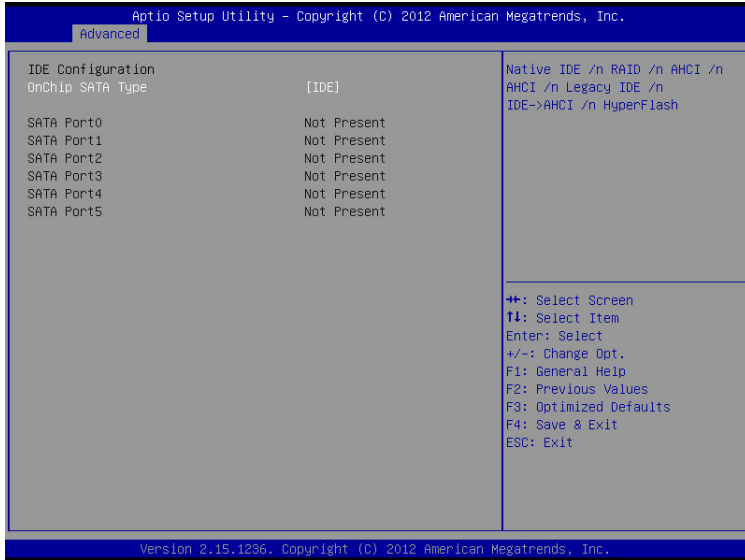 Aptio Setup Utility – Copyright (C) 2012 American Megatrends, Inc.
Advanced
IDE Configuration
OnChip SATA Type [IDE]
SATA Port0 Not Present
SATA Port1 Not Present
SATA Port2 Not Present
SATA Port3 Not Present
SATA Port4 Not Present
SATA Port5 Not Present
Native IDE /n RAID /n AHCI /n
AHCI /n Legacy IDE /n
IDE->AHCI /n HyperFlash
→←: Select Screen
↑↓: Select Item
Enter: Select
+/-: Change Opt.
F1: General Help
F2: Previous Values
F3: Optimized Defaults
F4: Save & Exit
ESC: Exit
Version 2.15.1236. Copyright (C) 2012 American Megatrends, Inc.